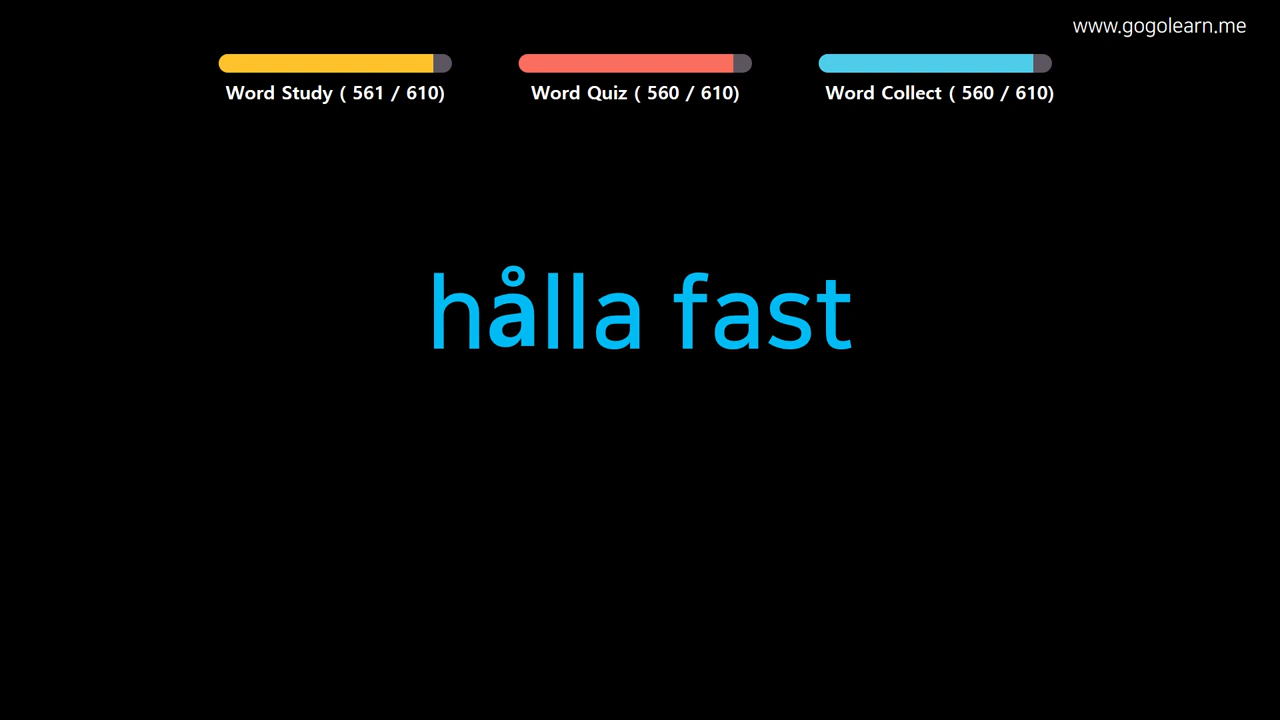 www.gogolearn.me
Word Study ( 561 / 610)
Word Quiz ( 560 / 610)
Word Collect ( 560 / 610)
hålla fast